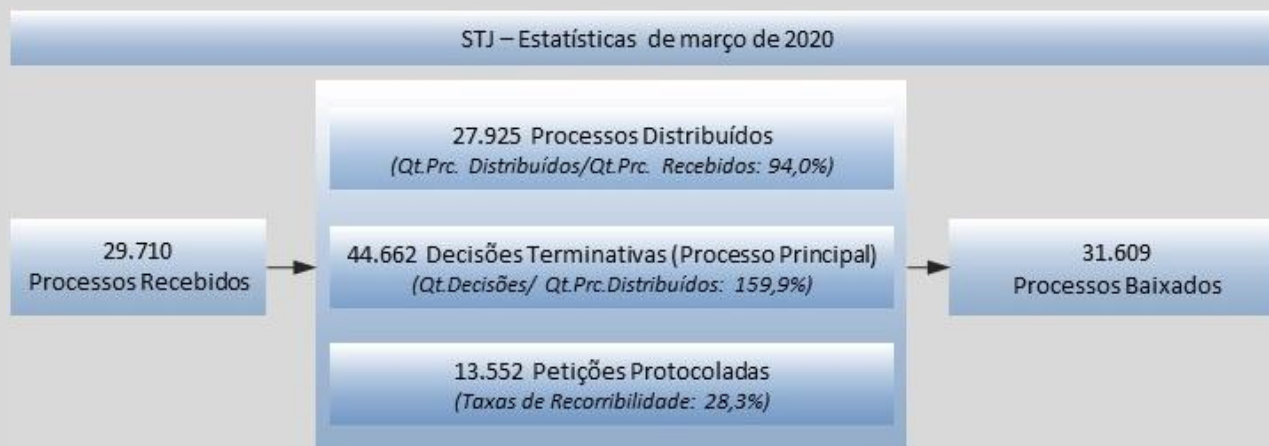 STJ – Estatísticas de março de 2020
27.925 Processos Distribuídos
(Qt.Prc. Distribuídos/Qt.Prc. Recebidos: 94,0%)
29.710
Processos Recebidos
44.662 Decisões Terminativas (Processo Principal)
(Qt.Decisões/ Qt.Prc.Distribuídos: 159,9%)
31.609
Processos Baixados
13.552 Petições Protocoladas
(Taxas de Recorribilidade: 28,3%)